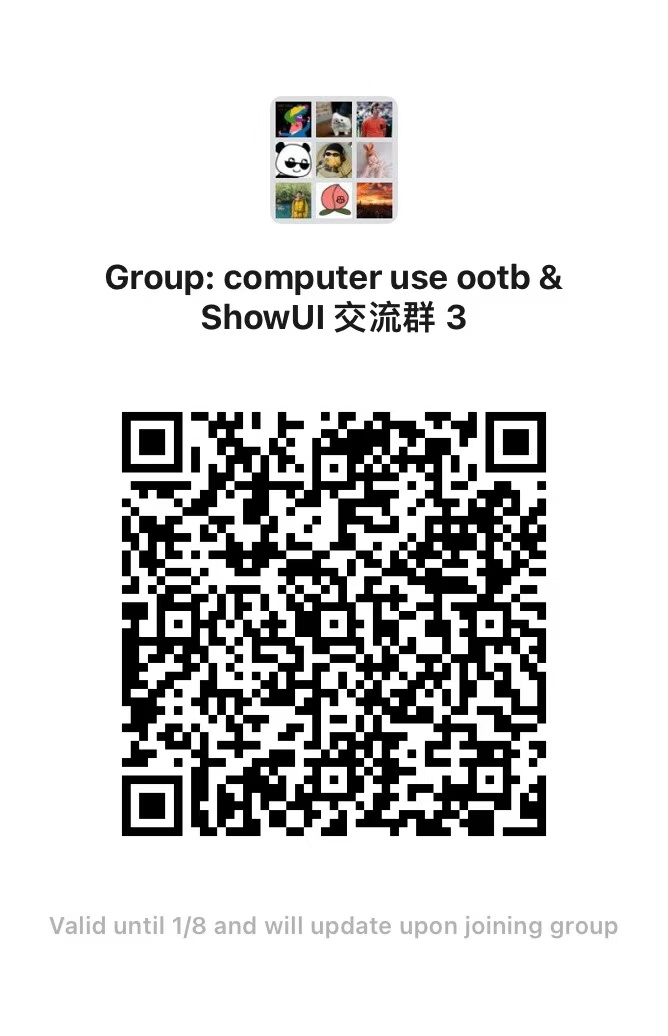 Group: computer use ootb &
ShowUI 交流群 3
Valid until 1/8 and will update upon joining group